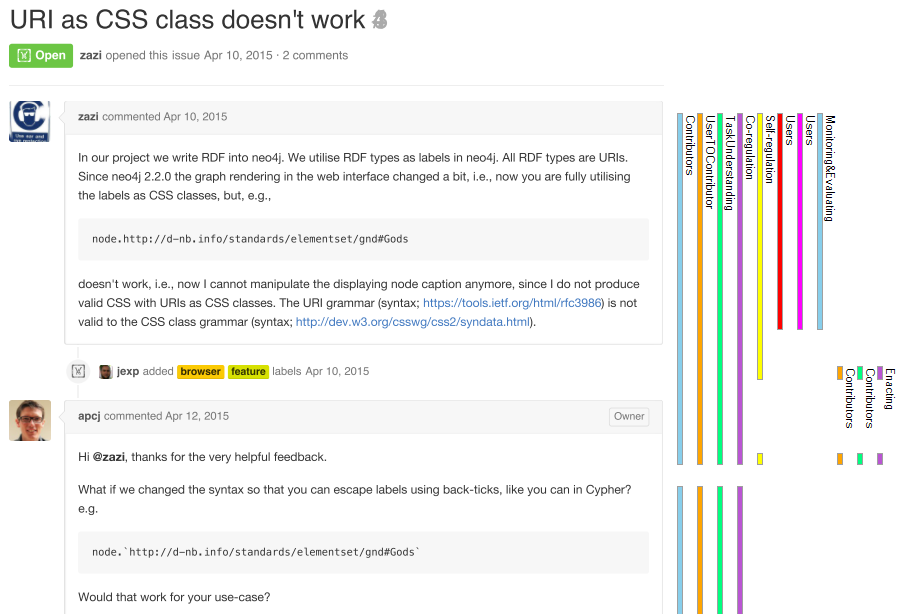 URI as CSS class doesn't work
Open zazi opened this issue Apr 10, 2015 · 2 comments
zazi commented Apr 10, 2015
In our project we write RDF into neo4j. We utilise RDF types as labels in neo4j. All RDF types are URIs.
Since neo4j 2.2.0 the graph rendering in the web interface changed a bit, i.e., now you are fully utilising
the labels as CSS classes, but, e.g.,
node.http://d-nb.info/standards/elementset/gnd#Gods
doesn't work, i.e., now I cannot manipulate the displaying node caption anymore, since I do not produce
valid CSS with URIs as CSS classes. The URI grammar (syntax; https://tools.ietf.org/html/rfc3986) is not
valid to the CSS class grammar (syntax; http://dev.w3.org/csswg/css2/syndata.html).
jexp added browser feature labels Apr 10, 2015
apcj commented Apr 12, 2015 Owner
Hi @zazi, thanks for the very helpful feedback.
What if we changed the syntax so that you can escape labels using back-ticks, like you can in Cypher?
e.g.
node.`http://d-nb.info/standards/elementset/gnd#Gods`
Would that work for your use-case?
Contributors
UserTOContributor
TaskUnderstanding
Co-regulation
Self-regulation
Users
Users
Monitoring&Evaluating
Contributors
Contributors
Enacting